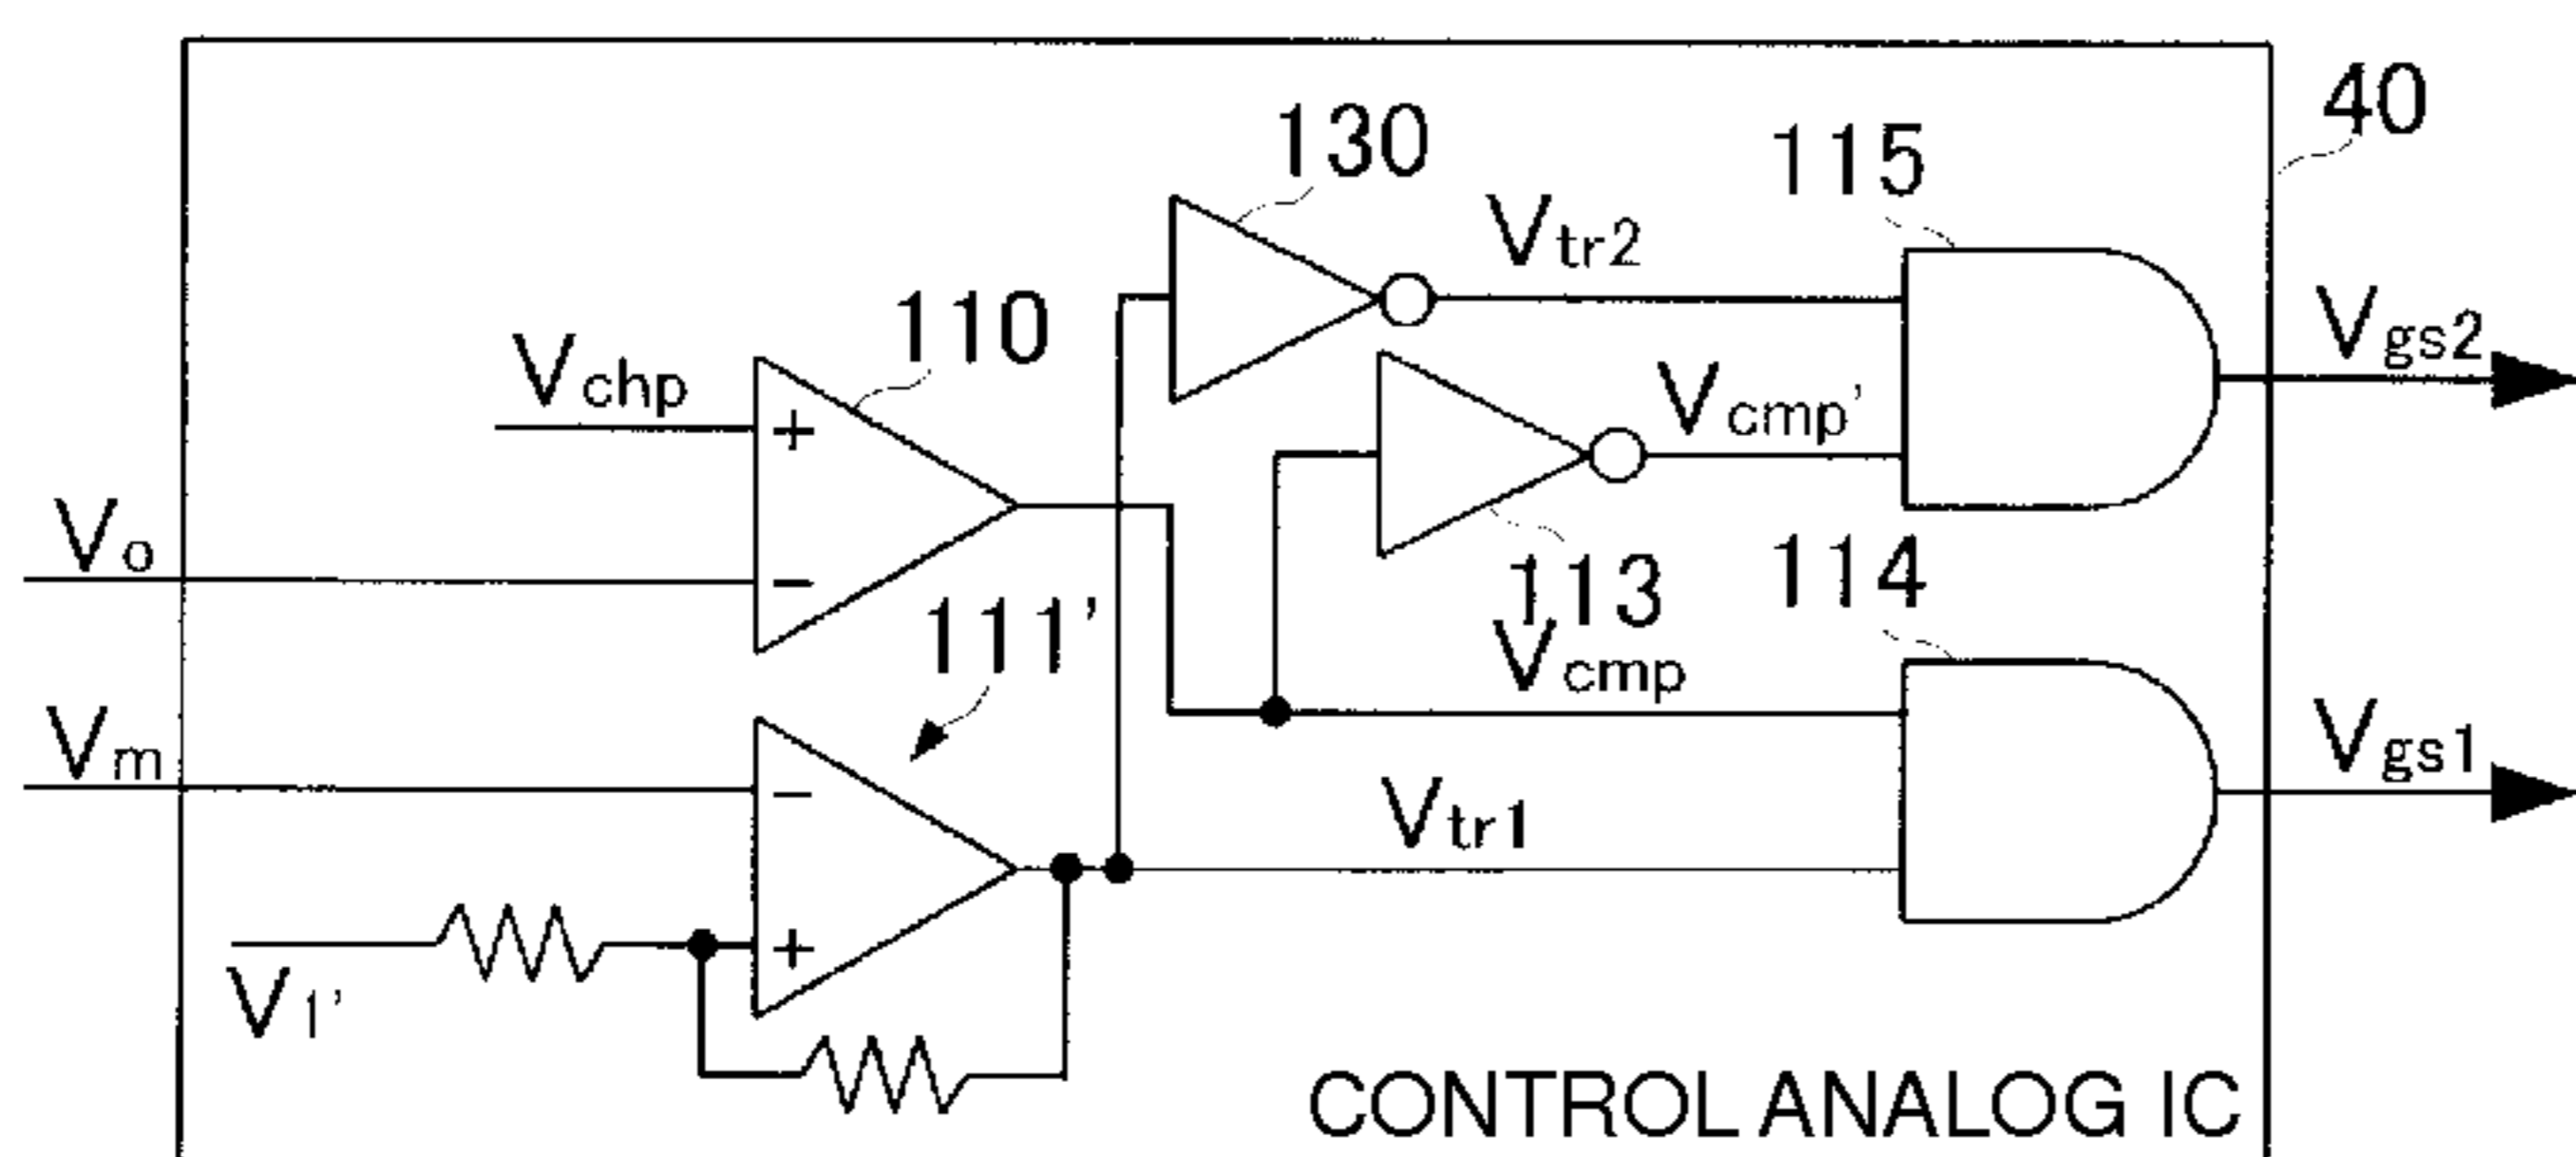 130
115
40
Vtr2
110
Vgs2
Vchp
Vcmp'
Vo
113
114
111'
Vcmp
Vm
Vgs1
Vtr1
V1'
CONTROL ANALOG IC